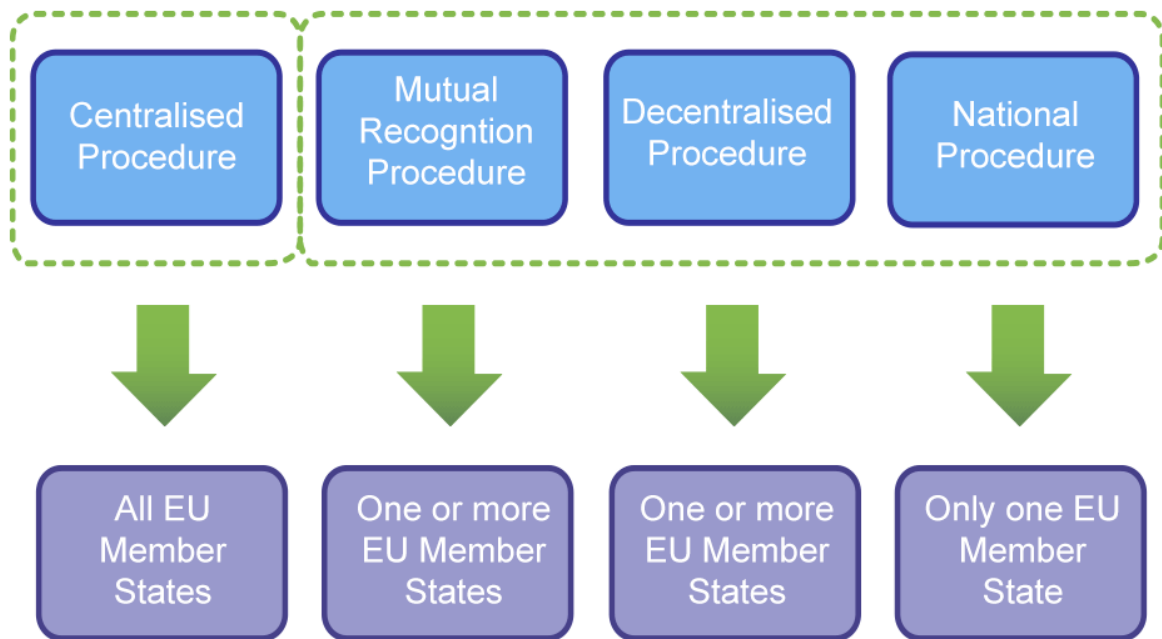 Centralised
Procedure
Mutual
Recogntion
Procedure
Decentralised
Procedure
National
Procedure
All EU
Member
States
One or more
EU Member
States
One or more
EU Member
States
Only one EU
Member
State